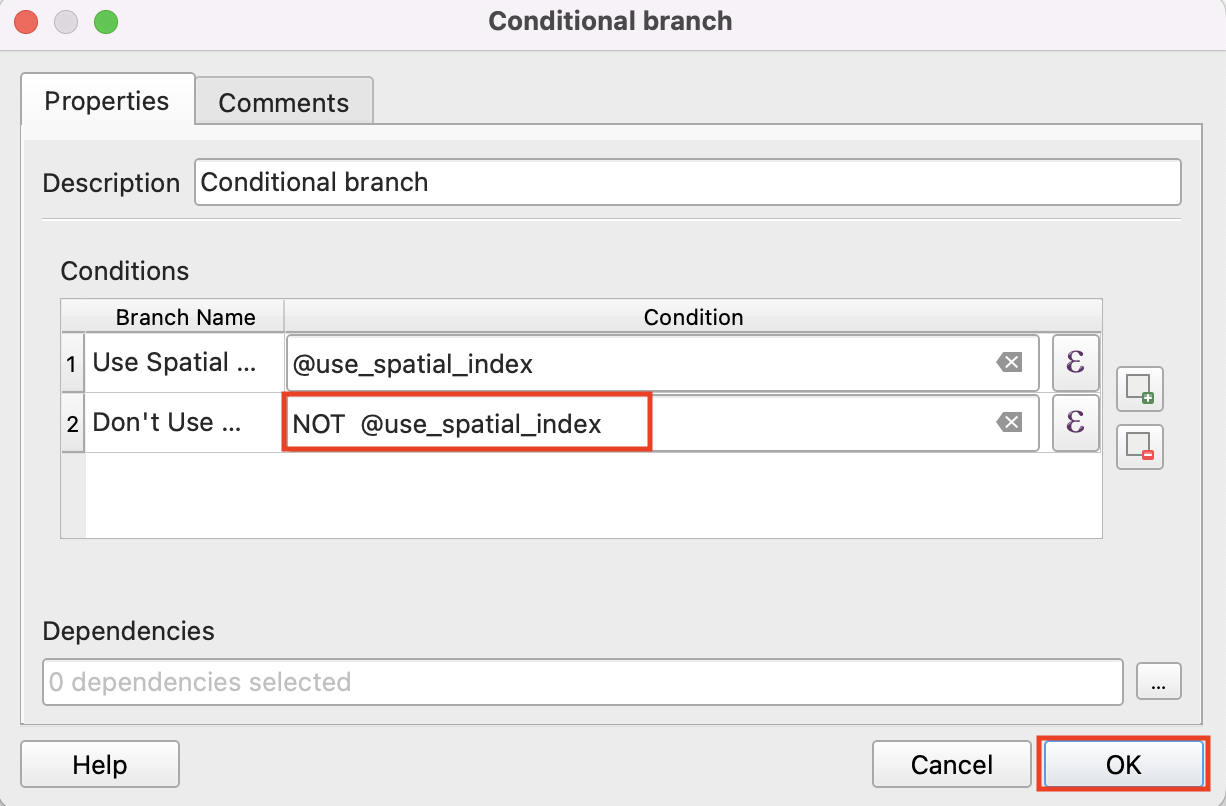 Conditional branch
Properties
Comments
Description
Conditional branch
Conditions
Branch Name
Condition
1
Use Spatial ...
@use_spatial_index
ε
2
Don't Use ...
NOT  @use_spatial_index
ε
Dependencies
0 dependencies selected
...
Help
Cancel
OK